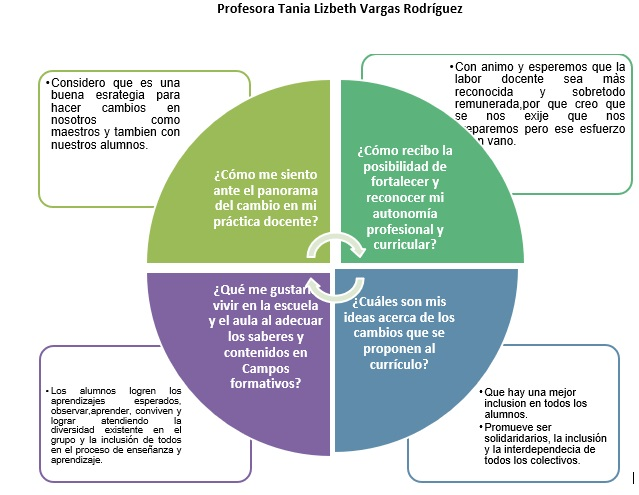 Profesora Tania Lizbeth Vargas Rodríguez
•Considero que es una
buena esrategia para
hacer cambios en
nosotros como
maestros y tambien con
nuestros alumnos.
•Con animo y esperemos que la
labor docente sea màs
reconocida y sobretodo
remunerada,por que creo que
se nos exije que nos
preparemos pero ese esfuerzo
vano.
¿Cómo me siento
ante el panorama
del cambio en mi
práctica docente?
¿Cómo recibo la
posibilidad de
fortalecer y
reconocer mi
autonomía
profesional y
curricular?
¿Qué me gustaría
vivir en la escuela
y el aula al adecuar
los saberes y
contenidos en
Campos
formativos?
¿Cuáles son mis
ideas acerca de los
cambios que se
proponen al
currículo?
• Los alumnos logren los
aprendizajes esperados,
observar,aprender, conviven y
lograr atendiendo la
diversidad existente en el
grupo y la inclusión de todos
en el proceso de enseñanza y
aprendizaje.
•Que hay una mejor
inclusion en todos los
alumnos.
•Promueve ser
solidaridarios, la inclusión y
la interdependecia de
todos los colectivos.